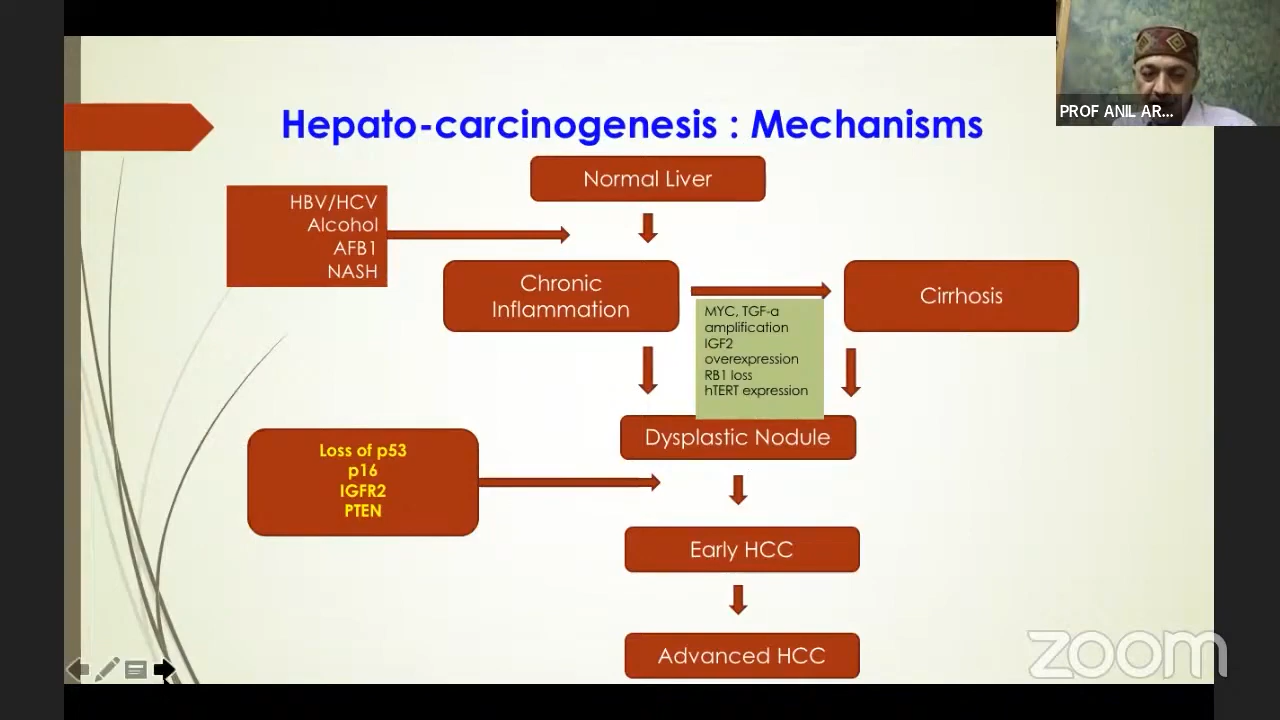 PROF ANIL AR...
Hepato-carcinogenesis : Mechanisms
Normal Liver
HBV/HCV
Alcohol
AFB1
NASH
Chronic
Inflammation
Cirrhosis
MYC, TGF-a
amplification
IGF2
overexpression
RB1 loss
hTERT expression
Dysplastic Nodule
Loss of p53
p16
IGFR2
PTEN
Early HCC
Advanced HCC
zoom